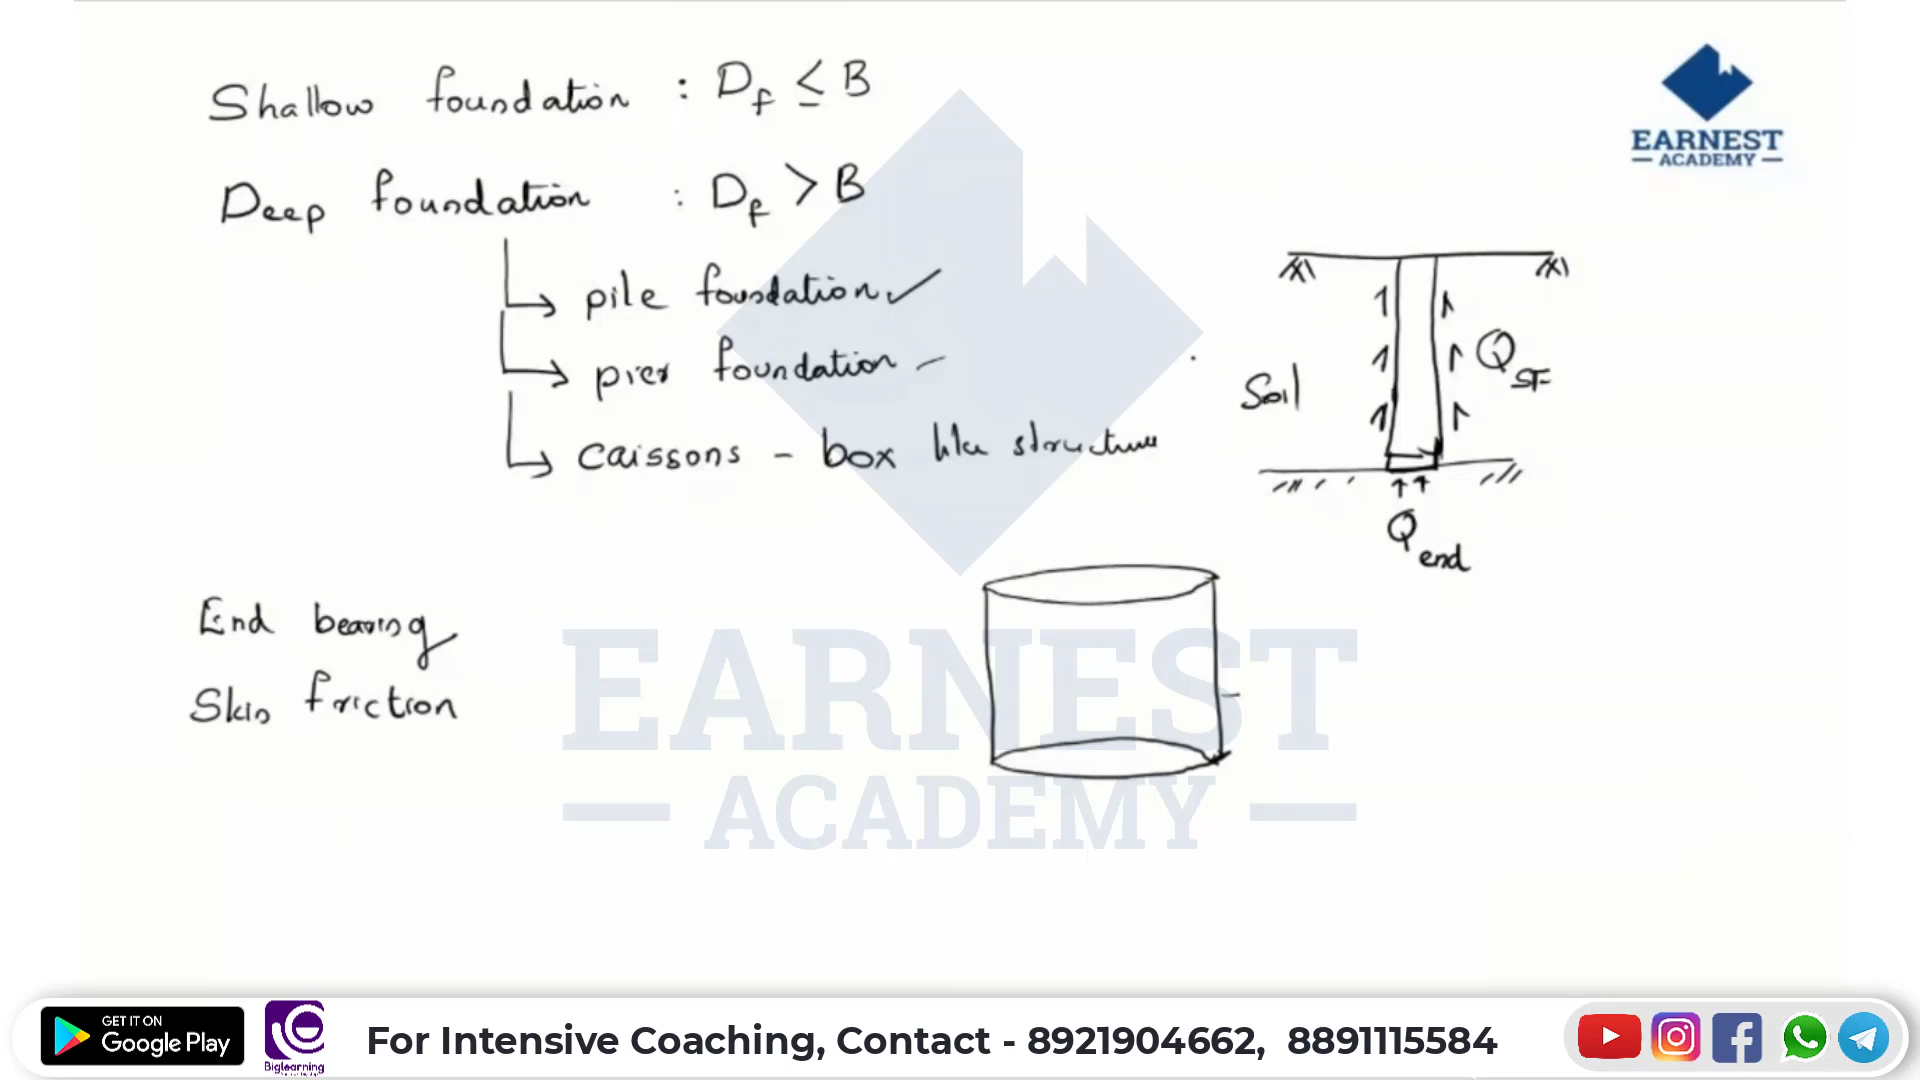 Shallow foundation : Df ≤ B
EARNEST
ACADEMY
Deep foundation : Df > B
pile foundation ✓
pier foundation –
caissons – box like structure
Soil
QSF
Qend
End bearing
Skin friction
EARNEST
ACADEMY
GET IT ON
Google Play
Biglearning
For Intensive Coaching, Contact - 8921904662, 8891115584